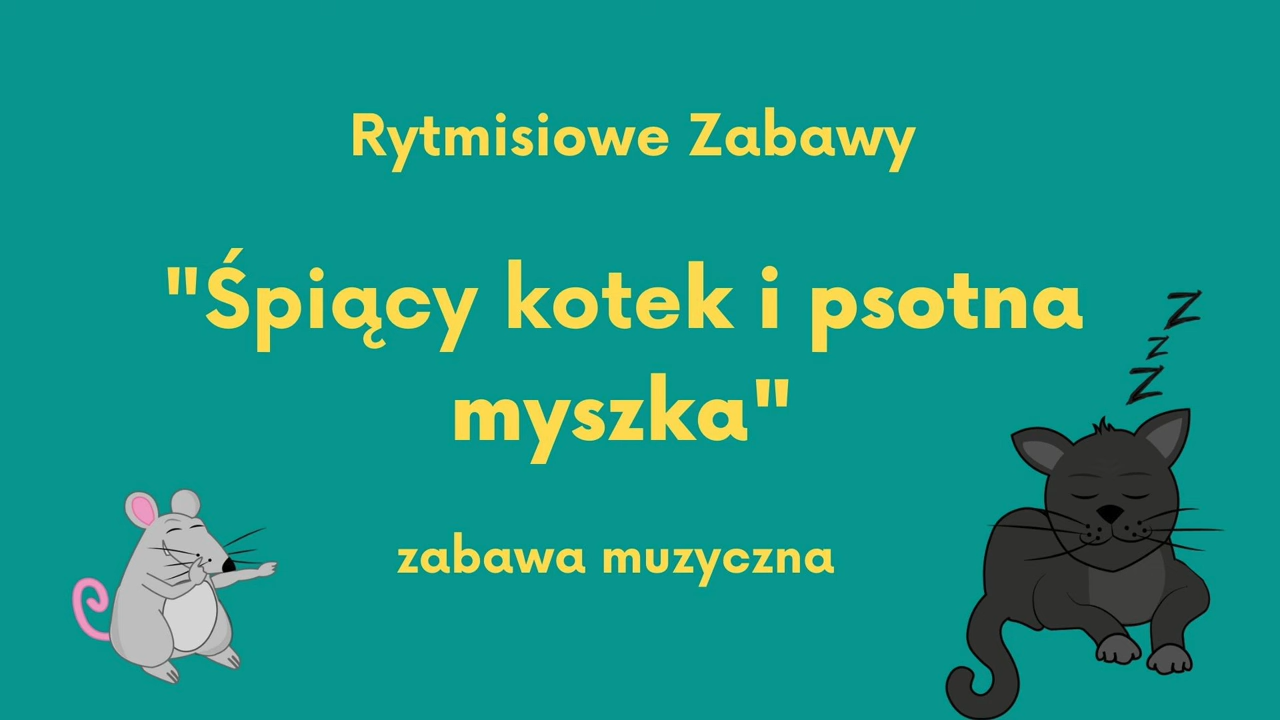 Rytmisiowe Zabawy
"Śpiący kotek i psotna
myszka"
zabawa muzyczna
Z
Z
Z